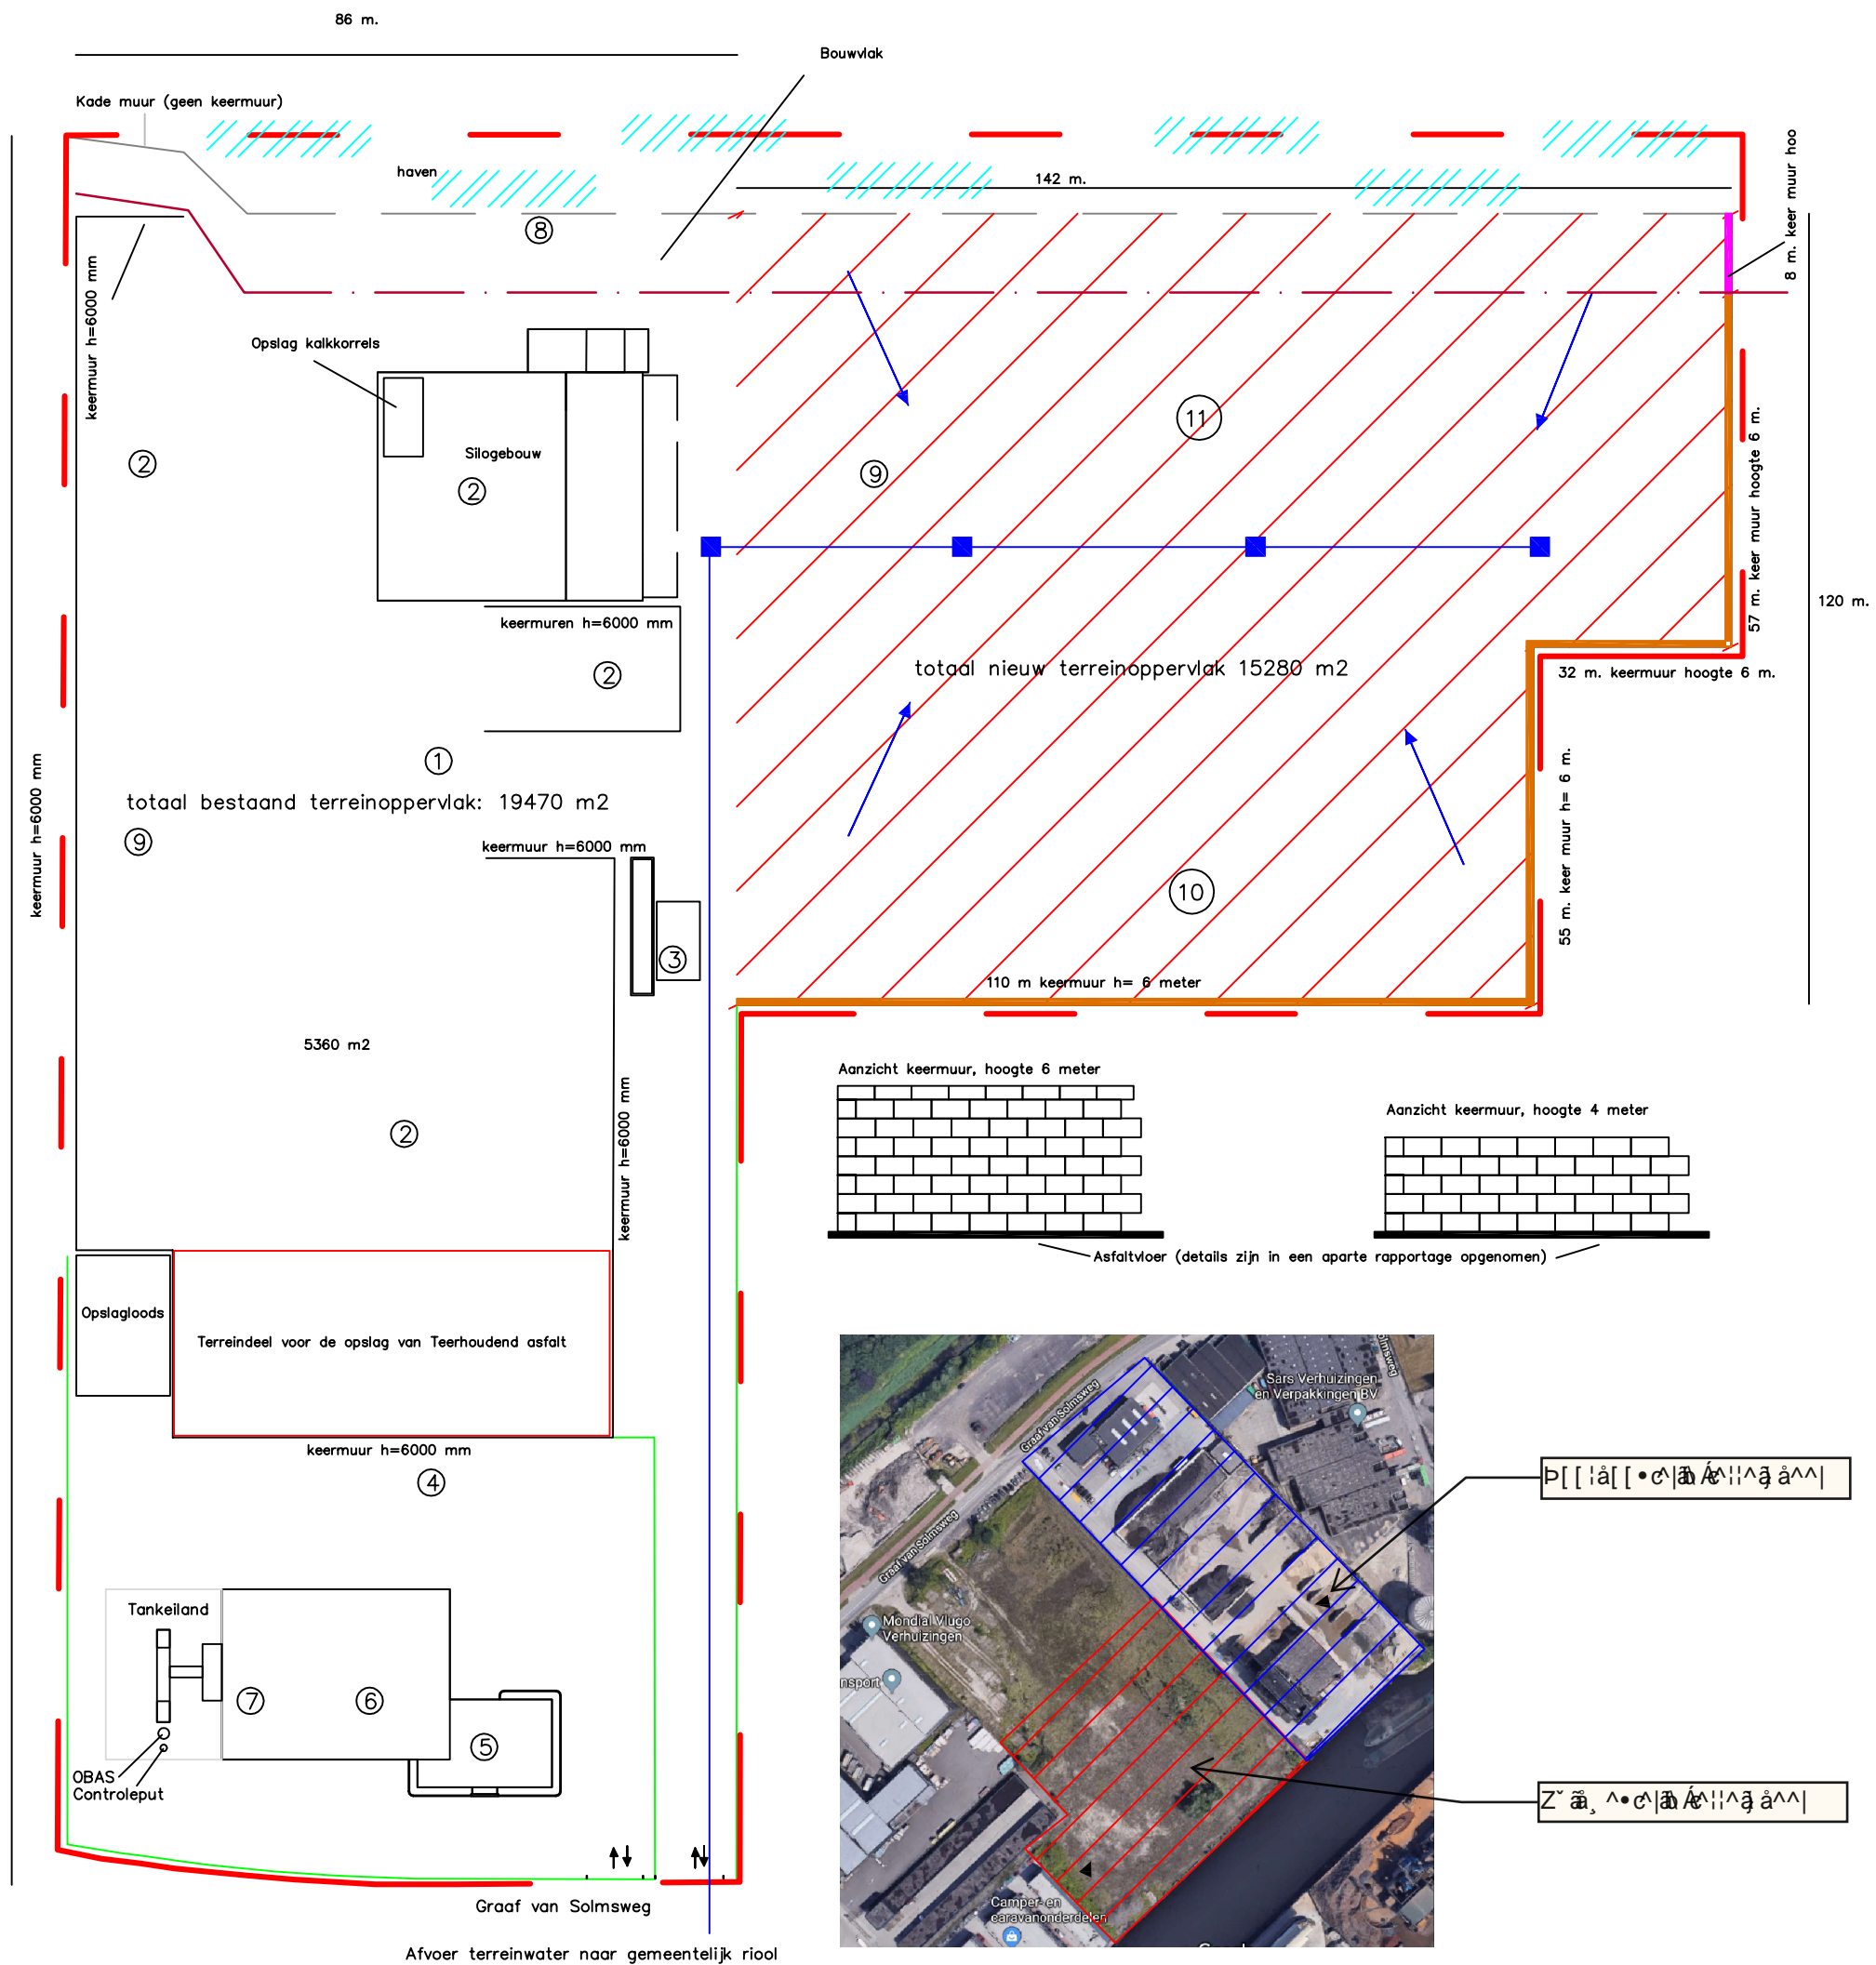 86 m.
Bouwvlak
Kade muur (geen keermuur)
haven
142 m.
8 m. keer muur hoo
8
keermuur h=6000 mm
Opslag kalkkorrels
11
57 m. keer muur hoogte 6 m.
2
Silogebouw
2
9
120 m.
keermuren h=6000 mm
2
totaal nieuw terreinoppervlak 15280 m2
32 m. keermuur hoogte 6 m.
1
totaal bestaand terreinoppervlak: 19470 m2
9
keermuur h=6000 mm
keermuur h=6000 mm
55 m. keer muur h= 6 m.
10
3
110 m keermuur h= 6 meter
5360 m2
2
keermuur h=6000 mm
Aanzicht keermuur, hoogte 6 meter
Aanzicht keermuur, hoogte 4 meter
Asfaltvloer (details zijn in een aparte rapportage opgenomen)
Opslagloods
Terreindeel voor de opslag van Teerhoudend asfalt
keermuur h=6000 mm
4
Tankeiland
7
6
5
OBAS
Controleput
Graaf van Solmsweg
Afvoer terreinwater naar gemeentelijk riool
olmsweg
Sars Verhuizingen
en Verpakkingen BV
Graaf van Solmsweg
Graaf van Solmsweg
Mondial Vlugo
Verhuizingen
nsport
Camper- en
caravanonderdelen